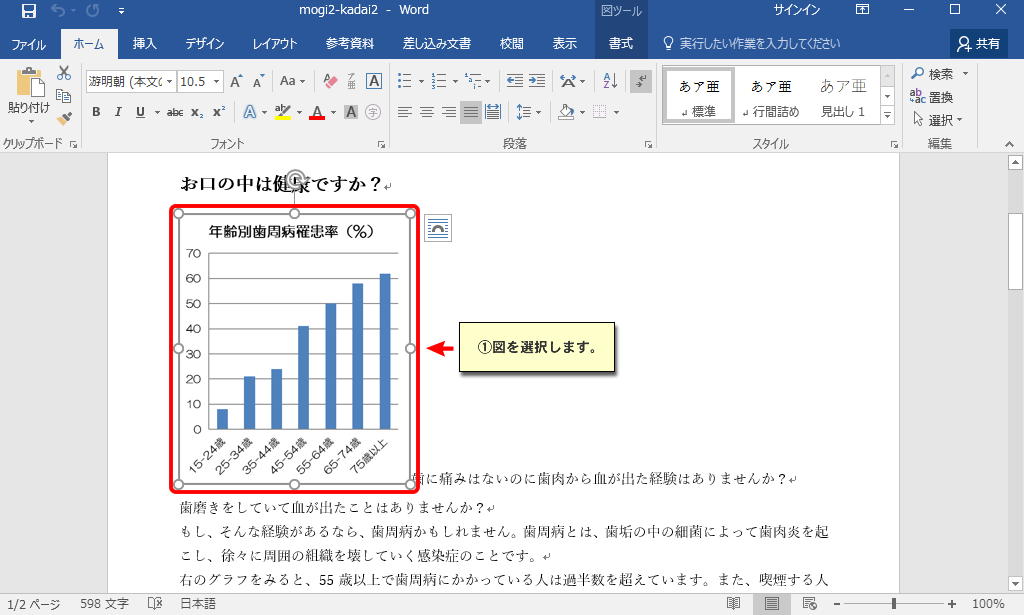 mogi2-kadai2 - Word
図ツール
サインイン
ファイル ホーム 挿入 デザイン レイアウト 参考資料 差し込み文書 校閲 表示 書式 実行したい作業を入力してください 共有
游明朝 (本文の 10.5 A A Aa A
貼り付け
B I U abc x₂ x² A A A 字
あア亜 あア亜 あア亜
標準 行間詰め 見出し 1
検索
置換
選択
クリップボード フォント 段落 スタイル 編集
お口の中は健康ですか？
年齢別歯周病罹患率（％）
70
60
50
40
30
20
10
0
15-24歳 25-34歳 35-44歳 45-54歳 55-64歳 65-74歳 75歳以上
①図を選択します。
歯に痛みはないのに歯肉から血が出た経験はありませんか？
歯磨きをしていて血が出たことはありませんか？
もし、そんな経験があるなら、歯周病かもしれません。歯周病とは、歯垢の中の細菌によって歯肉炎を起
こし、徐々に周囲の組織を壊していく感染症のことです。
右のグラフをみると、55 歳以上で歯周病にかかっている人は過半数を超えています。また、喫煙する人
1/2 ページ 598 文字 日本語 100%